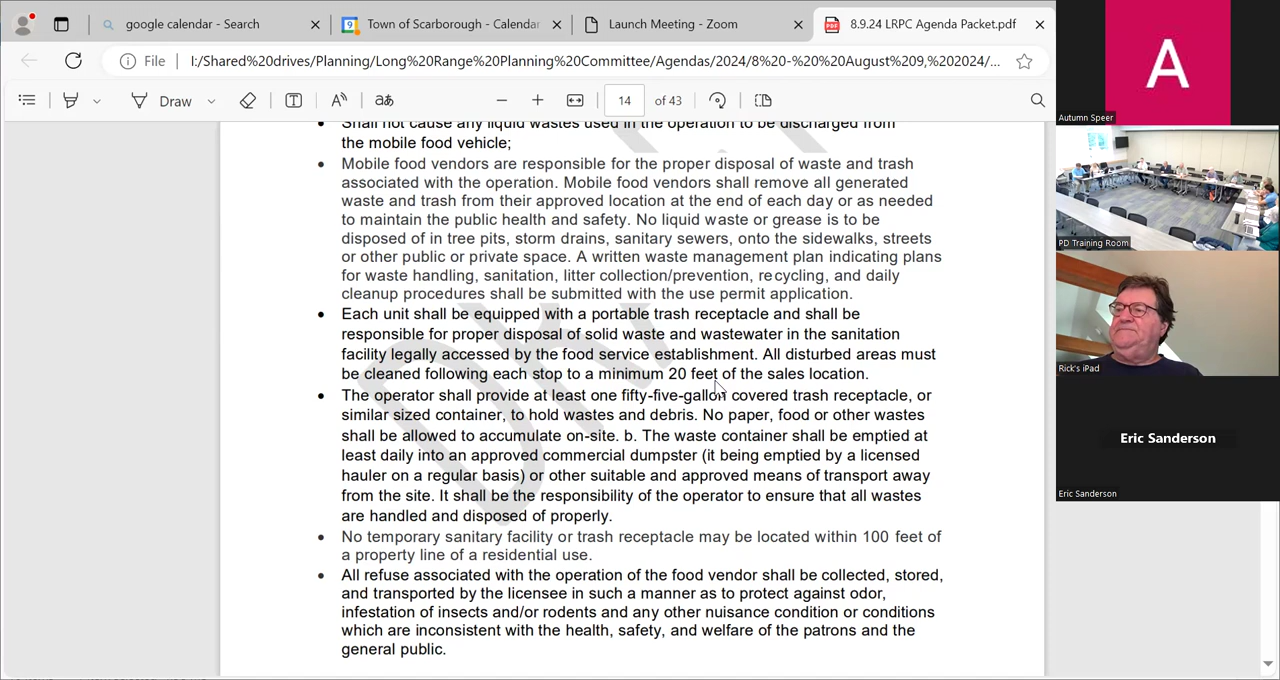 google calendar - Search
Town of Scarborough - Calendar
Launch Meeting - Zoom
8.9.24 LRPC Agenda Packet.pdf
File
I:/Shared%20drives/Planning/Long%20Range%20Planning%20Committee/Agendas/2024/8%20-%20%20August%209,%202024/...
Draw
14 of 43
Shall not cause any liquid wastes used in the operation to be discharged from
the mobile food vehicle;
• Mobile food vendors are responsible for the proper disposal of waste and trash
associated with the operation. Mobile food vendors shall remove all generated
waste and trash from their approved location at the end of each day or as needed
to maintain the public health and safety. No liquid waste or grease is to be
disposed of in tree pits, storm drains, sanitary sewers, onto the sidewalks, streets
or other public or private space. A written waste management plan indicating plans
for waste handling, sanitation, litter collection/prevention, recycling, and daily
cleanup procedures shall be submitted with the use permit application.
• Each unit shall be equipped with a portable trash receptacle and shall be
responsible for proper disposal of solid waste and wastewater in the sanitation
facility legally accessed by the food service establishment. All disturbed areas must
be cleaned following each stop to a minimum 20 feet of the sales location.
• The operator shall provide at least one fifty-five-gallon covered trash receptacle, or
similar sized container, to hold wastes and debris. No paper, food or other wastes
shall be allowed to accumulate on-site. b. The waste container shall be emptied at
least daily into an approved commercial dumpster (it being emptied by a licensed
hauler on a regular basis) or other suitable and approved means of transport away
from the site. It shall be the responsibility of the operator to ensure that all wastes
are handled and disposed of properly.
• No temporary sanitary facility or trash receptacle may be located within 100 feet of
a property line of a residential use.
• All refuse associated with the operation of the food vendor shall be collected, stored,
and transported by the licensee in such a manner as to protect against odor,
infestation of insects and/or rodents and any other nuisance condition or conditions
which are inconsistent with the health, safety, and welfare of the patrons and the
general public.
DRAFT
A
Autumn Speer
PD Training Room
Rick's iPad
Eric Sanderson
Eric Sanderson